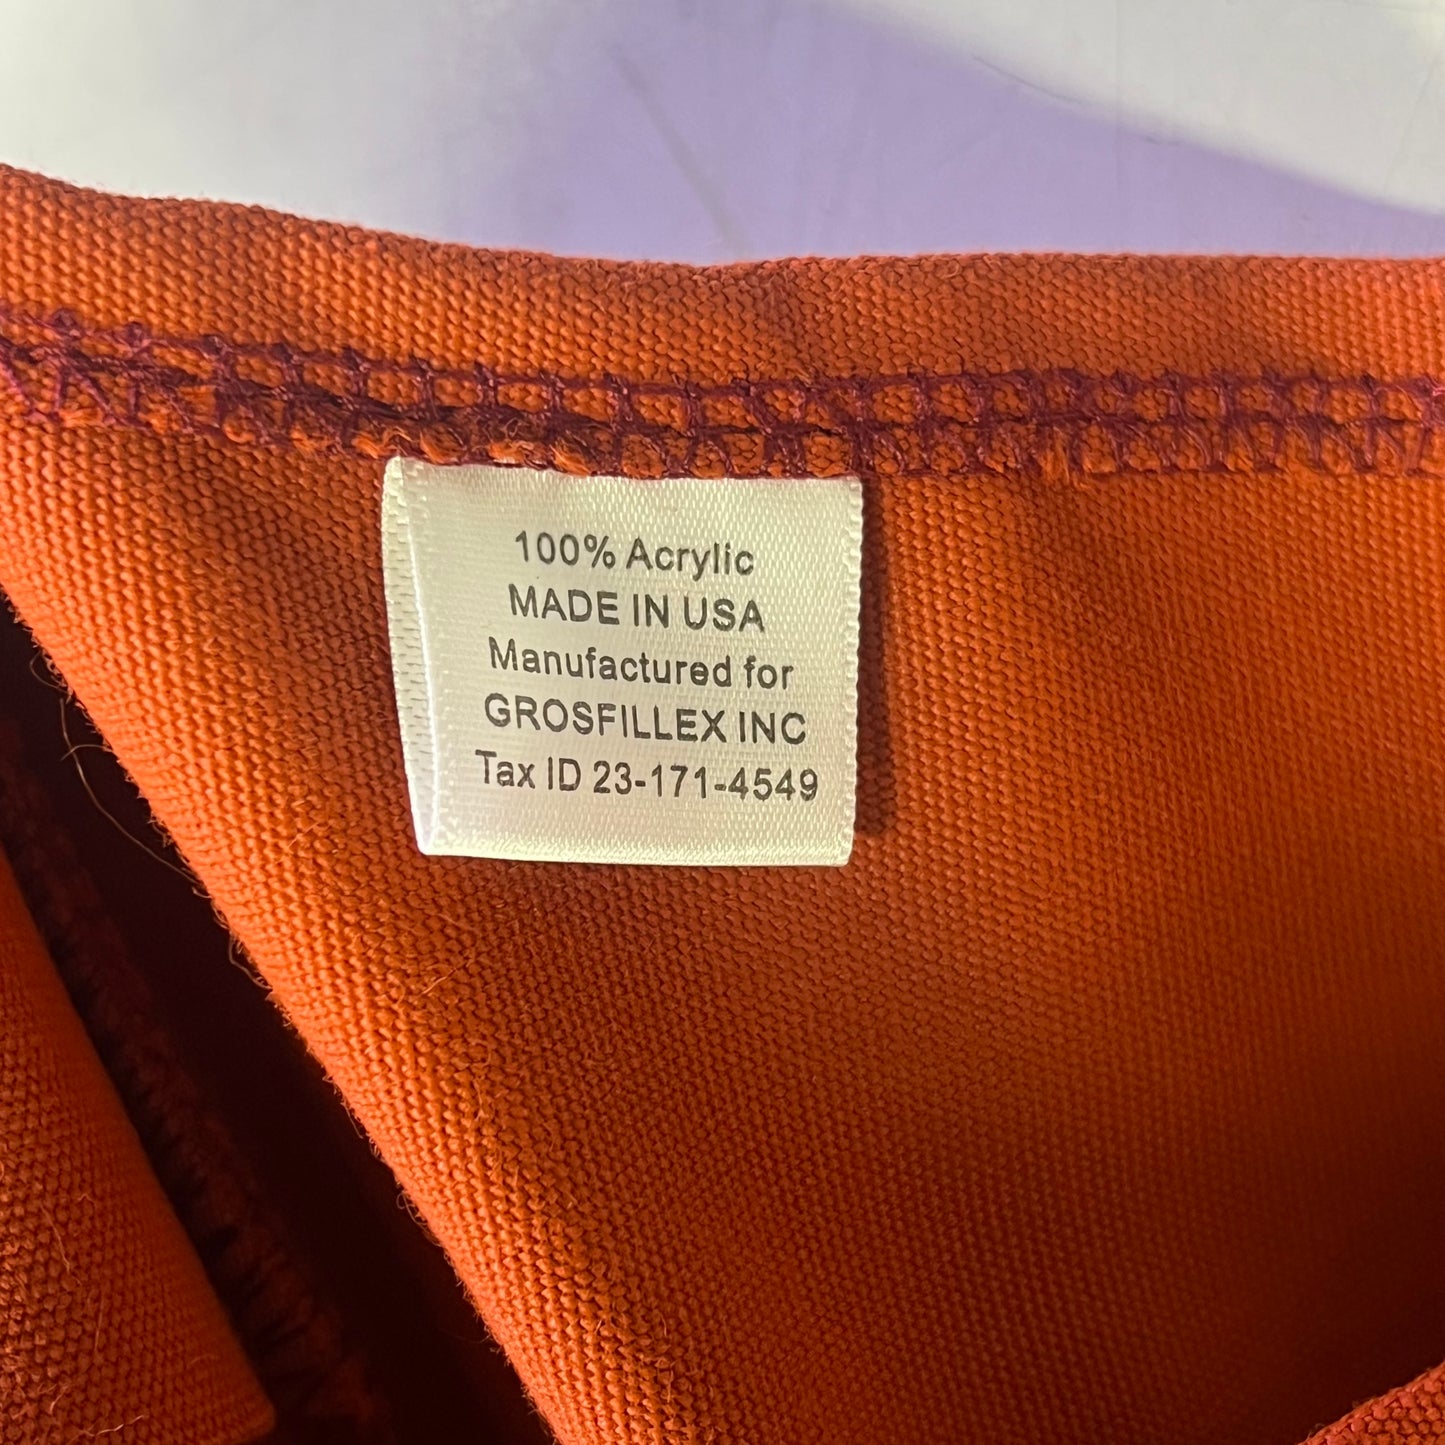 100% Acrylic
MADE IN USA
Manufactured for
GROSFILLEX INC
Tax ID 23-171-4549